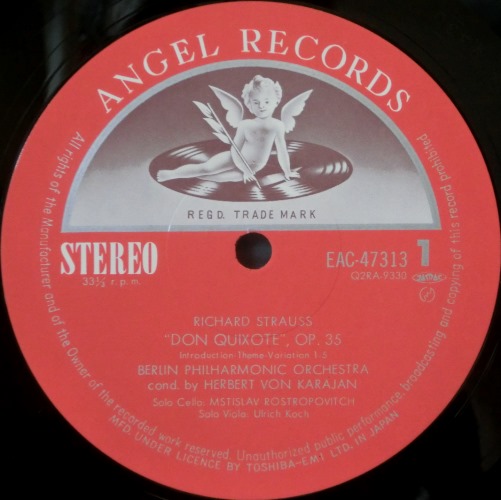 ANGEL RECORDS
REGD. TRADE MARK
STEREO
33⅓ r.p.m.
EAC-47313 1
Q2RA-9330
RICHARD STRAUSS
"DON QUIXOTE", OP. 35
Introduction-Theme-Variation 1-5
BERLIN PHILHARMONIC ORCHESTRA
cond. by HERBERT VON KARAJAN
Solo Cello: MSTISLAV ROSTROPOVITCH
Solo Viola: Ulrich Koch
All rights of the Manufacturer and of the Owner of the recorded work reserved. Unauthorized public performance, broadcasting and copying of this record prohibited
MFD. UNDER LICENCE BY TOSHIBA-EMI LTD. IN JAPAN